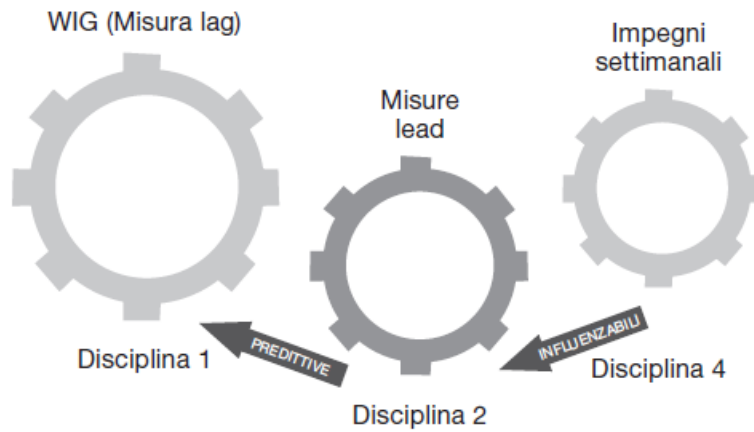 WIG (Misura lag)
Impegni
settimanali
Misure
lead
PREDITTIVE
INFLUENZABILI
Disciplina 1
Disciplina 4
Disciplina 2